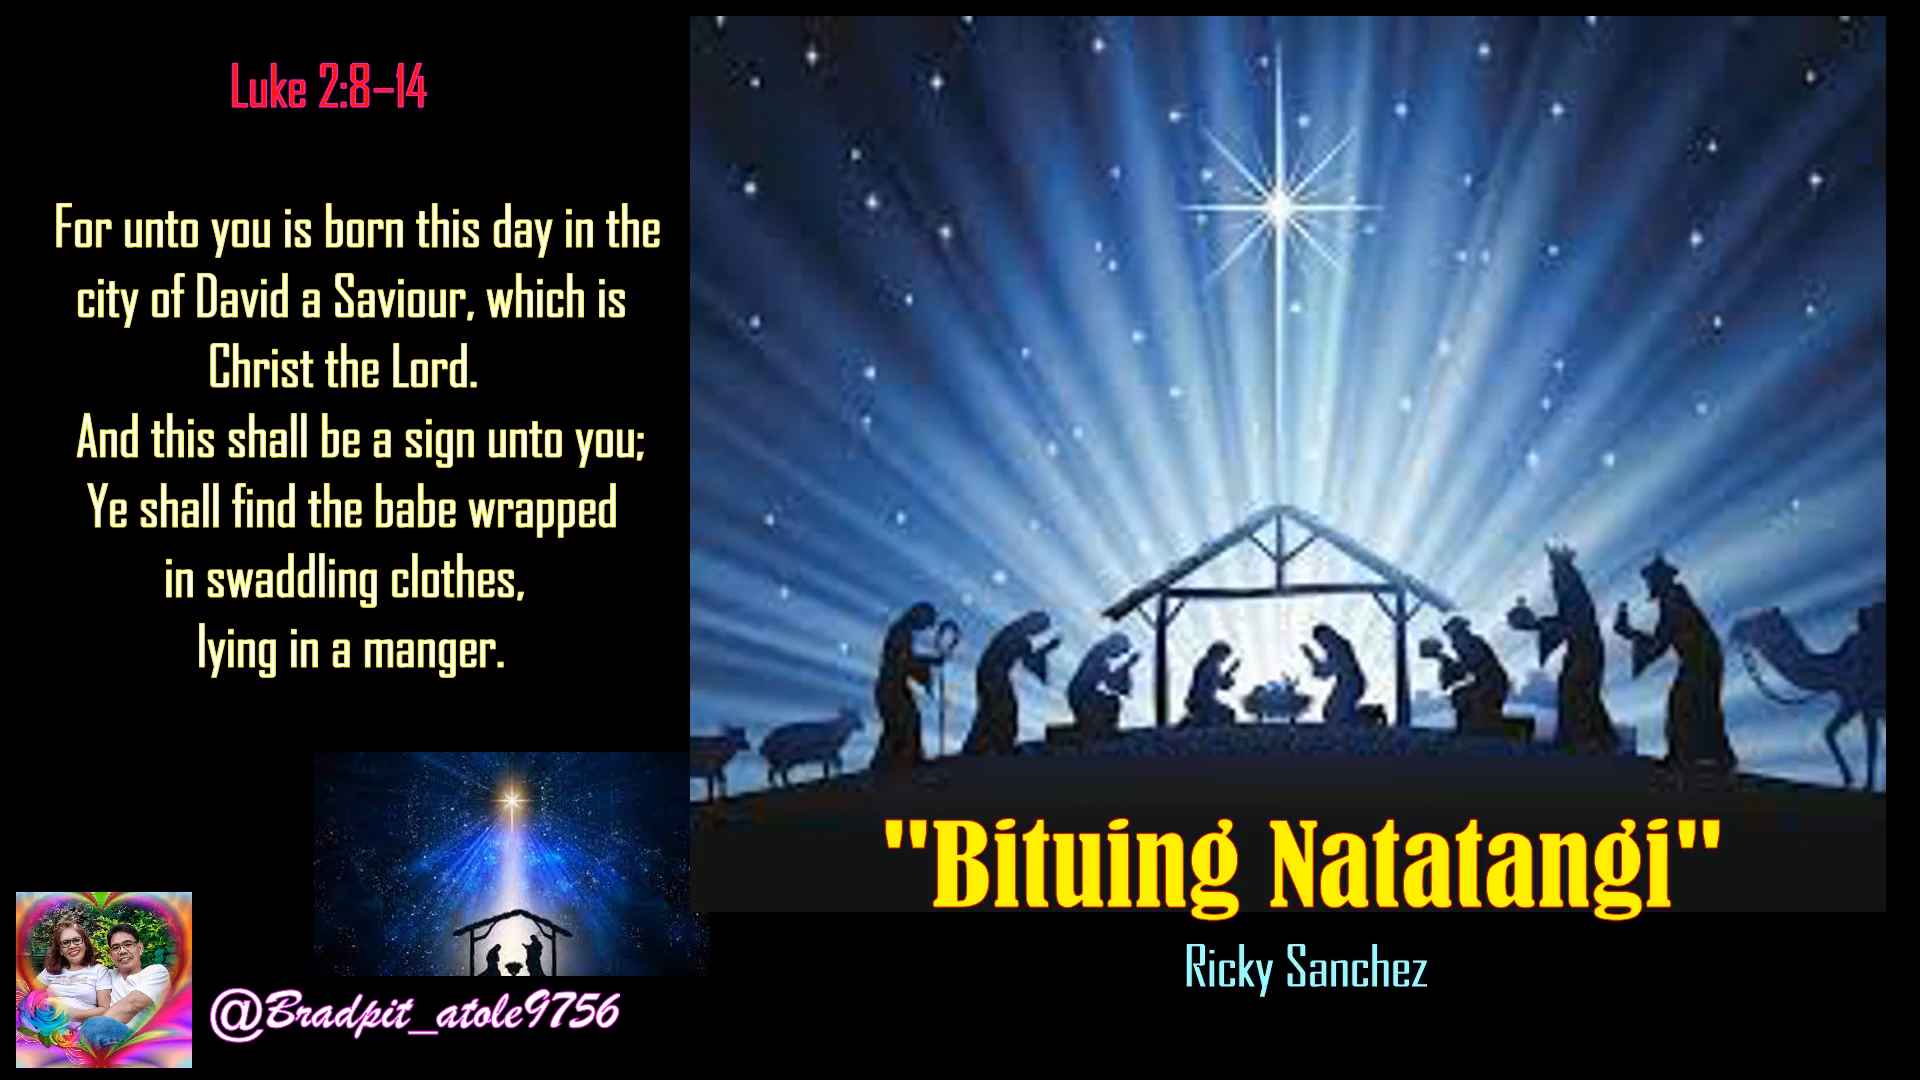 Luke 2:8–14
For unto you is born this day in the
city of David a Saviour, which is
Christ the Lord.
And this shall be a sign unto you;
Ye shall find the babe wrapped
in swaddling clothes,
lying in a manger.
"Bituing Natatangi"
Ricky Sanchez
@Bradpit_atole9756